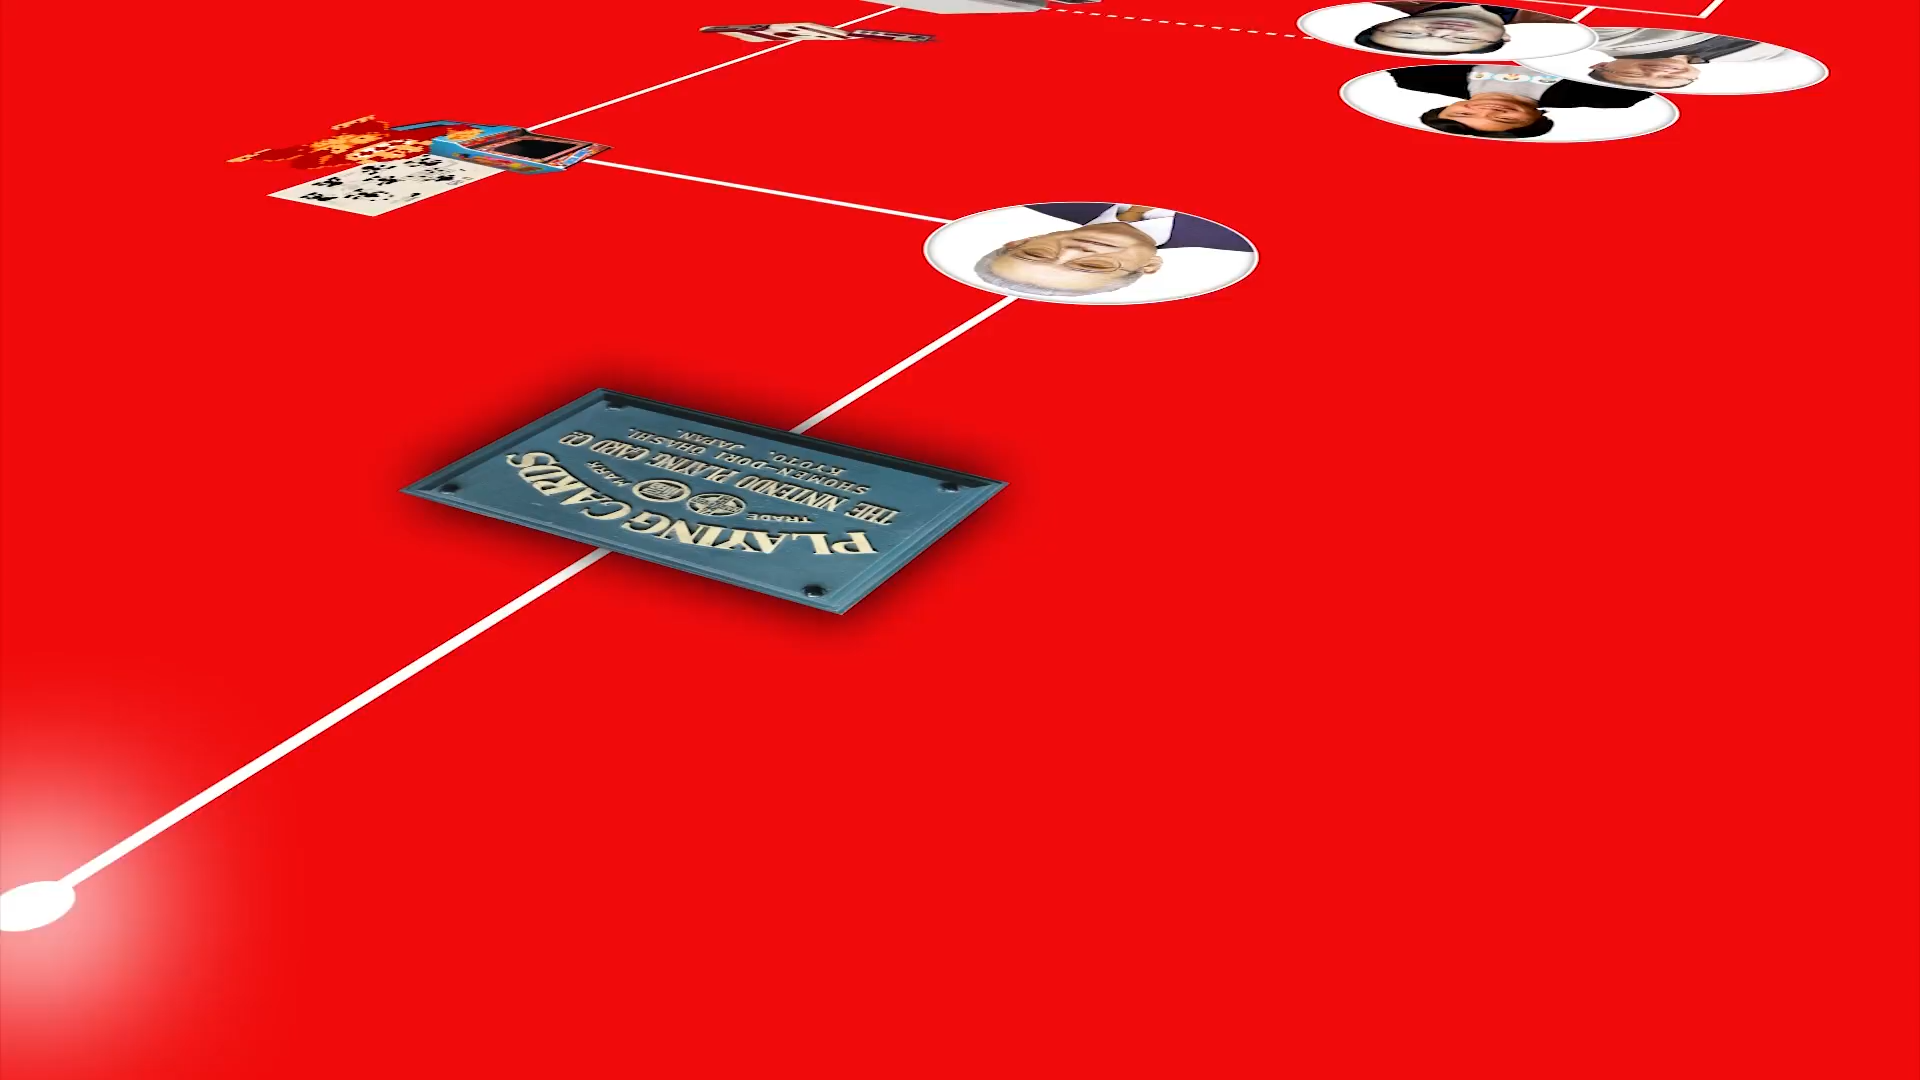 PLAYING CARDS
TRADE MARK
THE NINTENDO PLAYING CARD CO.
SHOMEN-DORI OHASHI,
KYOTO, JAPAN.